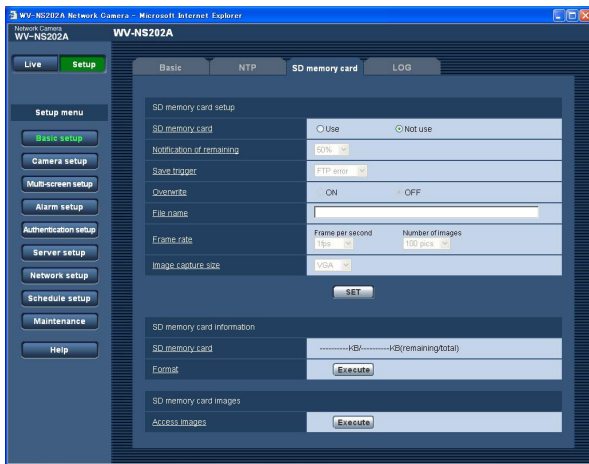 WV-NS202A Network Camera - Microsoft Internet Explorer
Network Camera
WV-NS202A
WV-NS202A
Live Setup
Basic NTP SD memory card LOG
Setup menu
Basic setup
Camera setup
Multi-screen setup
Alarm setup
Authentication setup
Server setup
Network setup
Schedule setup
Maintenance
Help
SD memory card setup
SD memory card Use Not use
Notification of remaining 50%
Save trigger FTP error
Overwrite ON OFF
File name
Frame rate Frame per second Number of images
1fps 100 pics
Image capture size VGA
SET
SD memory card information
SD memory card ----------KB/----------KB(remaining/total)
Format Execute
SD memory card images
Access images Execute